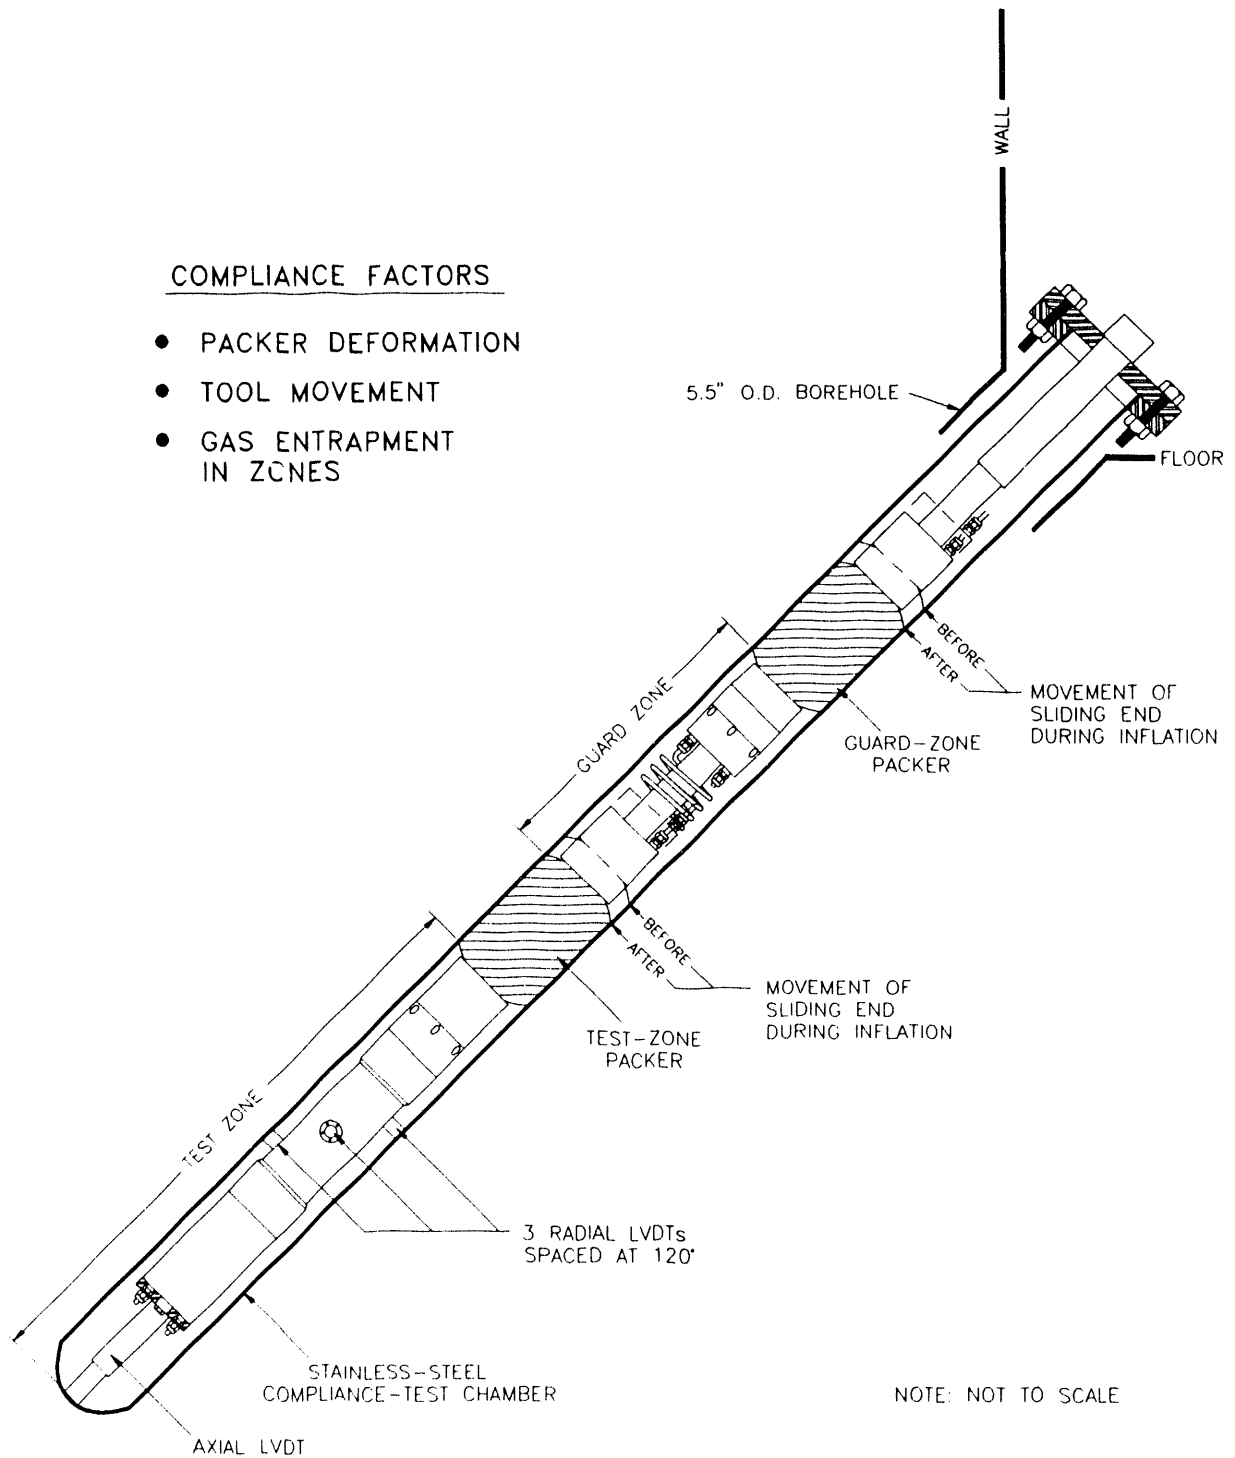 WALL
COMPLIANCE FACTORS
● PACKER DEFORMATION
● TOOL MOVEMENT
● GAS ENTRAPMENT
IN ZONES
5.5" O.D. BOREHOLE
FLOOR
BEFORE
AFTER
MOVEMENT OF
SLIDING END
DURING INFLATION
GUARD ZONE
GUARD-ZONE
PACKER
BEFORE
AFTER
MOVEMENT OF
SLIDING END
DURING INFLATION
TEST-ZONE
PACKER
TEST ZONE
3 RADIAL LVDTs
SPACED AT 120°
STAINLESS-STEEL
COMPLIANCE-TEST CHAMBER
NOTE: NOT TO SCALE
AXIAL LVDT